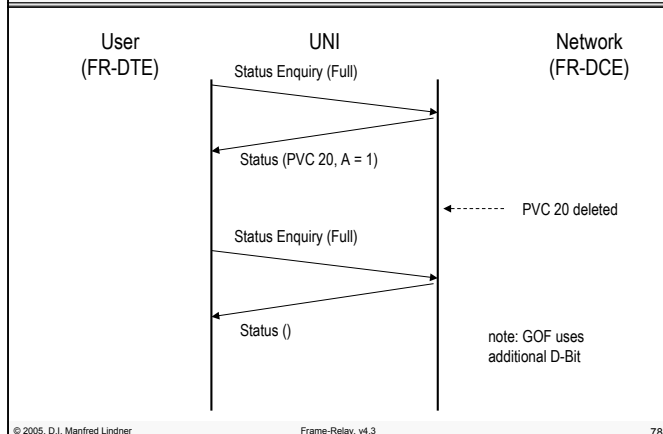 User
(FR-DTE)
UNI
Network
(FR-DCE)
Status Enquiry (Full)
Status (PVC 20, A = 1)
PVC 20 deleted
Status Enquiry (Full)
Status ()
note: GOF uses
additional D-Bit
© 2005, D.I. Manfred Lindner
Frame-Relay, v4.3
78